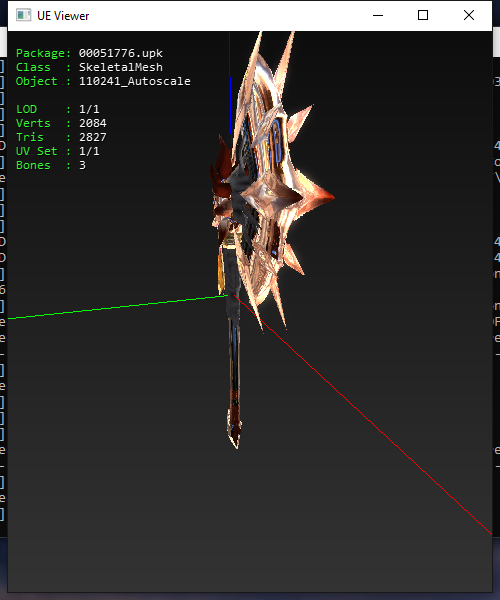 UE Viewer
Package: 00051776.upk
Class : SkeletalMesh
Object : 110241_Autoscale
LOD : 1/1
Verts : 2084
Tris : 2827
UV Set : 1/1
Bones : 3